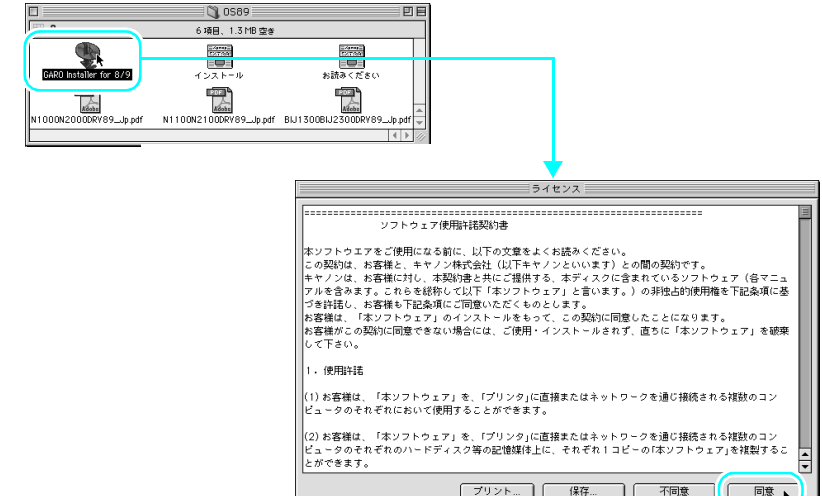 OS89
6 項目、1.3 MB 空き
GARO Installer for 8/9
インストール
お読みください
N1000N2000DRV89_Jp.pdf
N1100N2100DRV89_Jp.pdf
BIJ1300BIJ2300DRV89_Jp.pdf
ライセンス
======================================================================
ソフトウェア使用許諾契約書
本ソフトウエアをご使用になる前に、以下の文章をよくお読みください。
この契約は、お客様と、キヤノン株式会社（以下キヤノンといいます）との間の契約です。
キヤノンは、お客様に対し、本契約書と共にご提供する、本ディスクに含まれているソフトウェア（各マニュ
アルを含みます。これらを総称して以下「本ソフトウェア」と言います。）の非独占的使用権を下記条項に基
づき許諾し、お客様も下記条項にご同意いただくものとします。
お客様は、「本ソフトウェア」のインストールをもって、この契約に同意したことになります。
お客様がこの契約に同意できない場合には、ご使用・インストールされず、直ちに「本ソフトウェア」を破棄
して下さい。
1．使用許諾
(1) お客様は、「本ソフトウェア」を、「プリンタ」に直接またはネットワークを通じ接続される複数のコン
ピュータのそれぞれにおいて使用することができます。
(2) お客様は、「本ソフトウェア」を、「プリンタ」に直接またはネットワークを通じ接続される複数のコン
ピュータのそれぞれのハードディスク等の記憶媒体上に、それぞれ１コピーの「本ソフトウェア」を複製するこ
とができます。
プリント...
保存...
不同意
同意